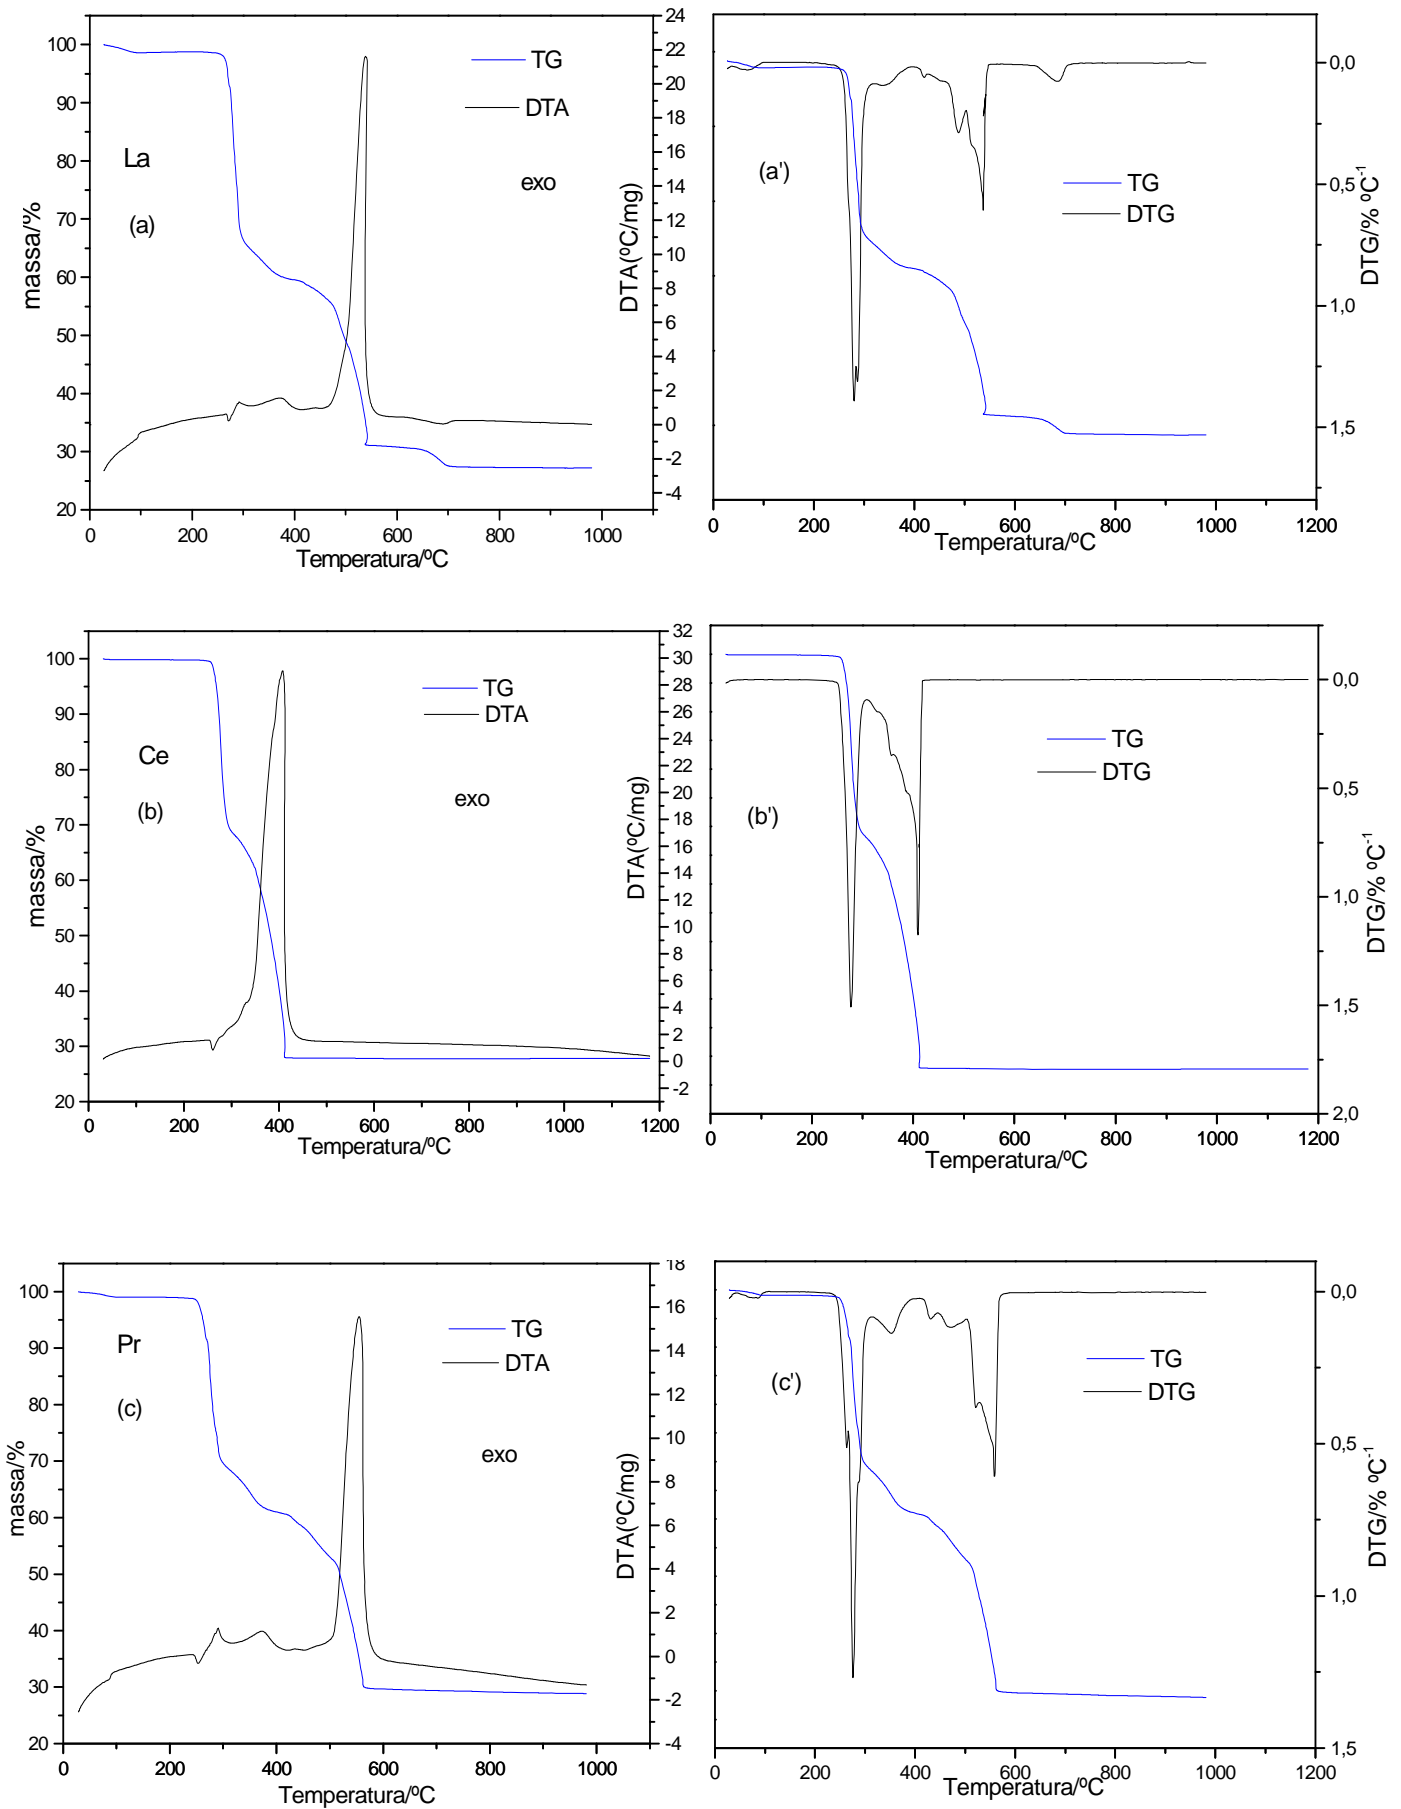 TG
DTA
La
exo
(a)
massa/%
100
90
80
70
60
50
40
30
20
24
22
20
18
16
14
12
10
8
6
4
2
0
-2
-4
DTA(ºC/mg)
0 200 400 600 800 1000
Temperatura/ºC
(a')
TG
DTG
0,0
0,5
1,0
1,5
DTG/% ºC-1
0 200 400 600 800 1000 1200
Temperatura/ºC
TG
DTA
Ce
exo
(b)
massa/%
100
90
80
70
60
50
40
30
20
32
30
28
26
24
22
20
18
16
14
12
10
8
6
4
2
0
-2
DTA(ºC/mg)
0 200 400 600 800 1000 1200
Temperatura/ºC
TG
DTG
(b')
0,0
0,5
1,0
1,5
2,0
DTG/% ºC-1
0 200 400 600 800 1000 1200
Temperatura/ºC
TG
DTA
Pr
(c)
exo
massa/%
100
90
80
70
60
50
40
30
20
18
16
14
12
10
8
6
4
2
0
-2
-4
DTA(ºC/mg)
0 200 400 600 800 1000
Temperatura/ºC
TG
DTG
(c')
0,0
0,5
1,0
1,5
DTG/% ºC-1
0 200 400 600 800 1000 1200
Temperatura/ºC